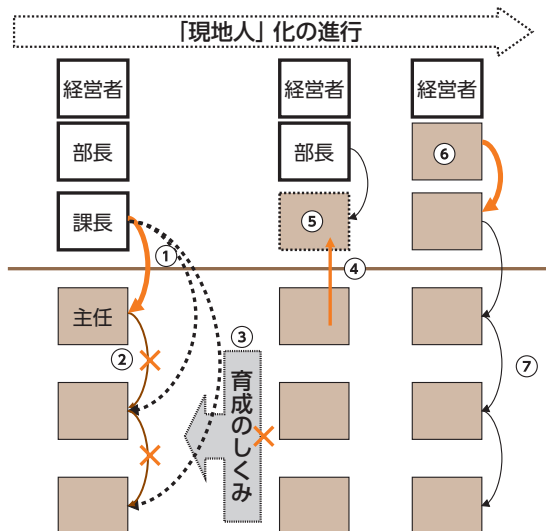 「現地人」化の進行
経営者
経営者
経営者
部長
部長
⑥
課長
①
⑤
④
主任
②
③
育成のしくみ
⑦